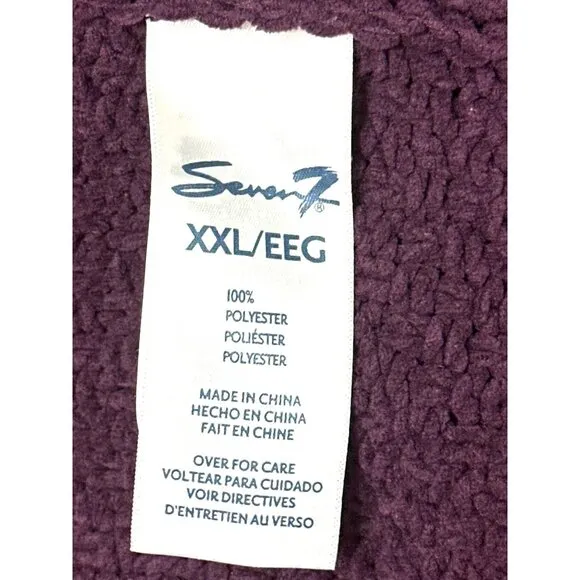 Seven7®
XXL/EEG
100%
POLYESTER
POLIÉSTER
POLYESTER
MADE IN CHINA
HECHO EN CHINA
FAIT EN CHINE
OVER FOR CARE
VOLTEAR PARA CUIDADO
VOIR DIRECTIVES
D'ENTRETIEN AU VERSO